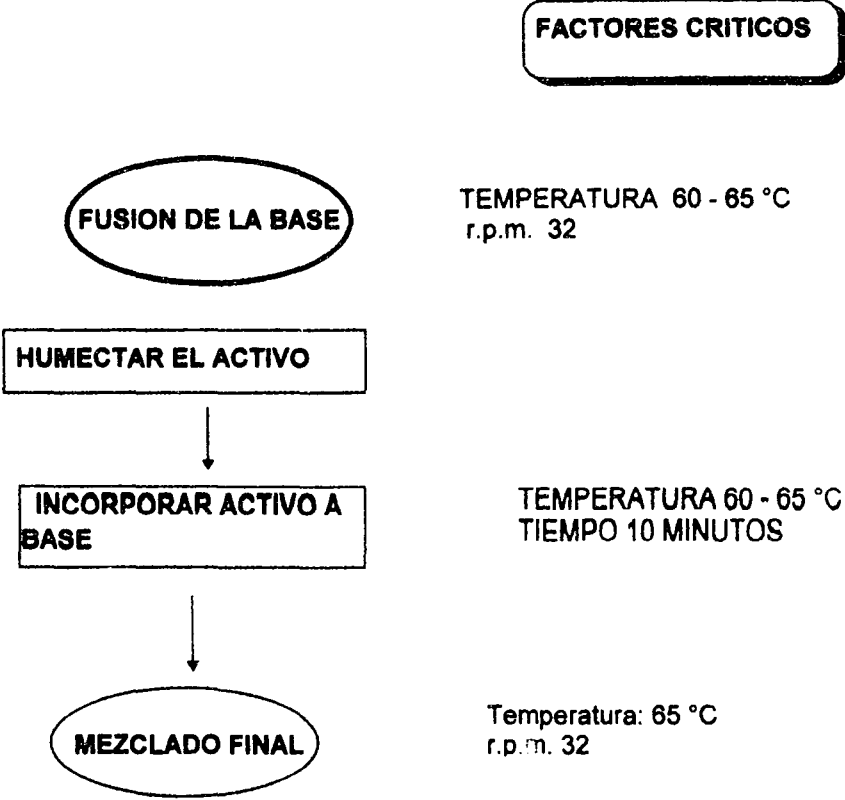 FACTORES CRITICOS
FUSION DE LA BASE
TEMPERATURA 60 - 65 °C
r.p.m. 32
HUMECTAR EL ACTIVO
INCORPORAR ACTIVO A
BASE
TEMPERATURA 60 - 65 °C
TIEMPO 10 MINUTOS
MEZCLADO FINAL
Temperatura: 65 °C
r.p.m. 32